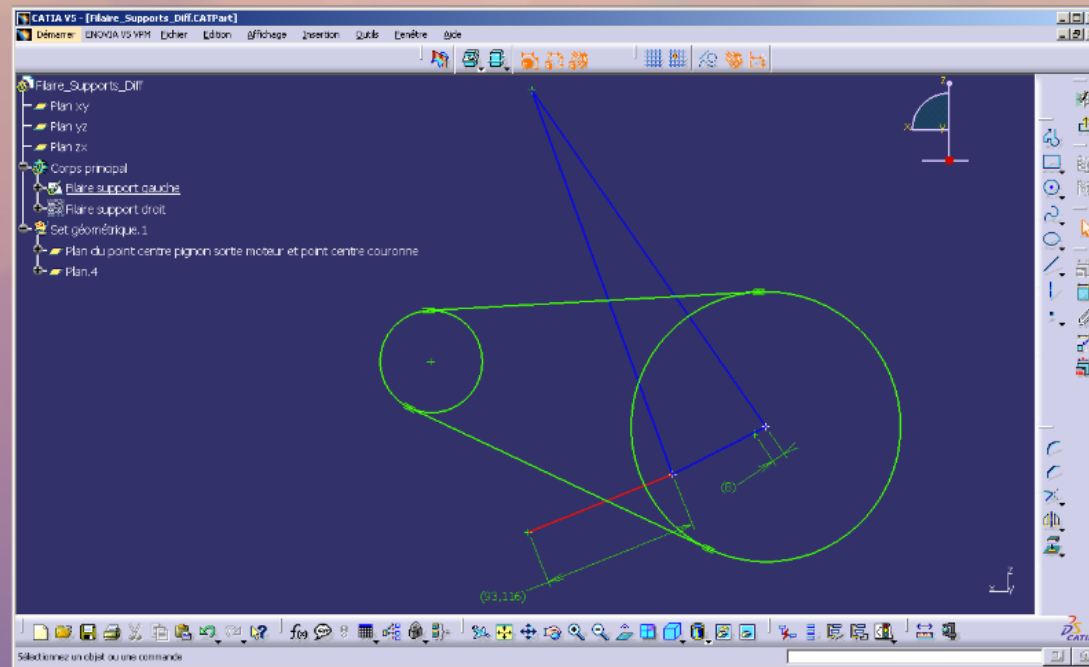 CATIA V5 - [Filaire_Supports_Diff.CATPart]
Démarrer ENOVIA V5 VPM Fichier Edition Affichage Insertion Outils Fenêtre Aide
Filaire_Supports_Diff
Plan xy
Plan yz
Plan zx
Corps principal
Filaire support gauche
Filaire support droit
Set géométrique.1
Plan du point centre pignon sortie moteur et point centre couronne
Plan.4
z
x y
(8)
(93,116)
z
x y
f(x)
CATIA
Sélectionnez un objet ou une commande